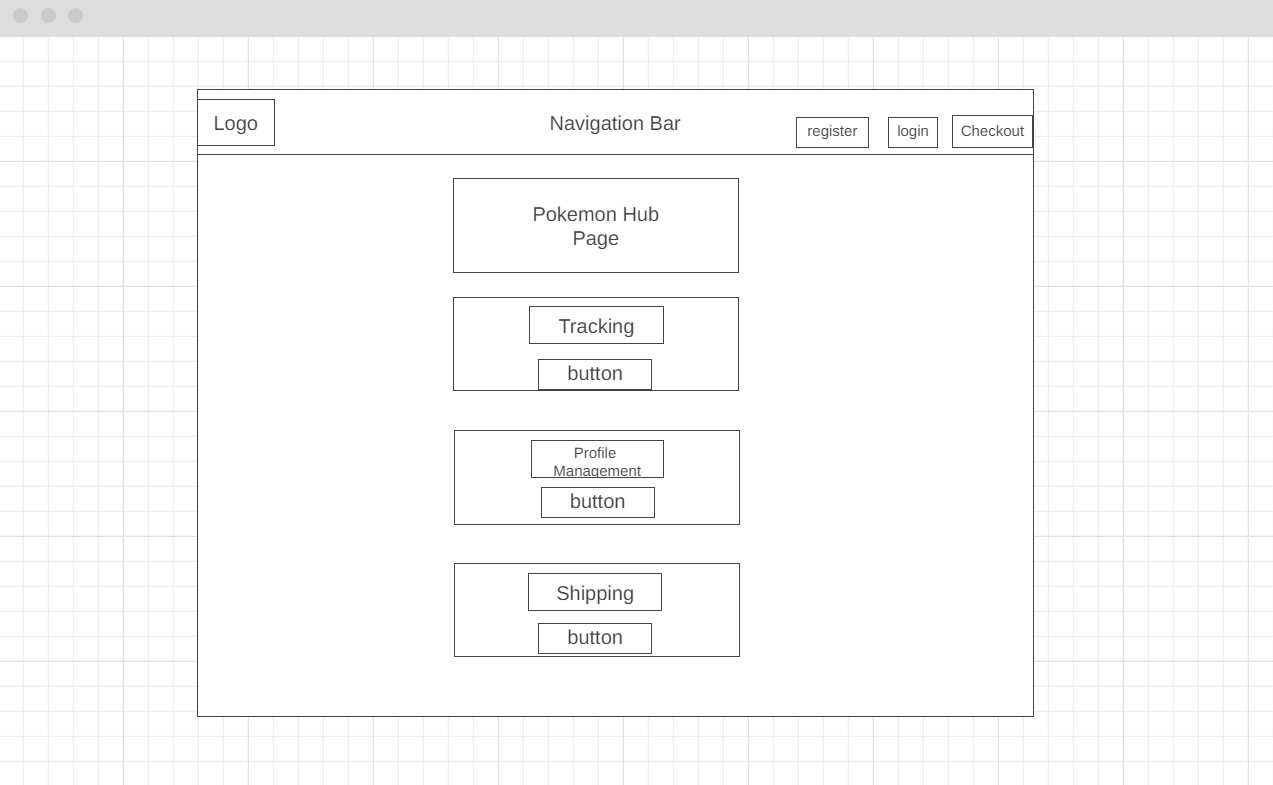 Logo
Navigation Bar
register
login
Checkout
Pokemon Hub
Page
Tracking
button
Profile
Management
button
Shipping
button